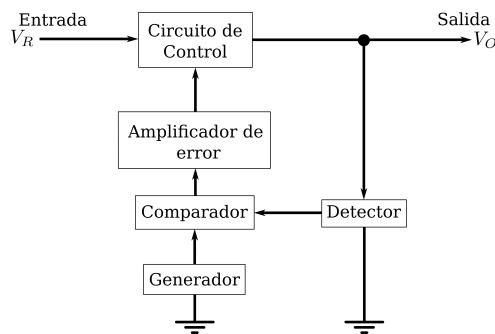 Entrada
V_R
Circuito de
Control
Salida
V_O
Amplificador de
error
Comparador
Detector
Generador